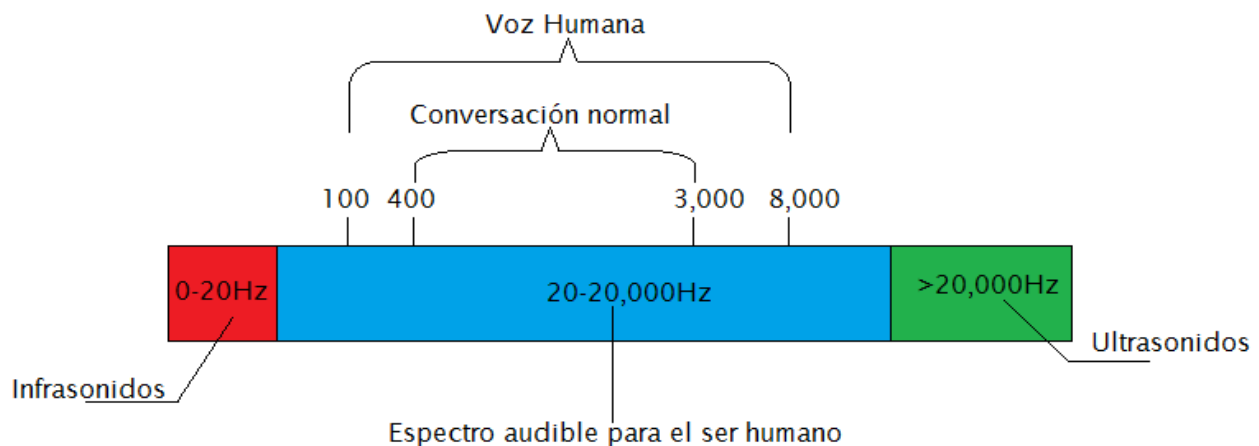 Voz Humana
Conversación normal
100 400 3,000 8,000
0-20Hz 20-20,000Hz >20,000Hz
Ultrasonidos
Infrasonidos
Espectro audible para el ser humano